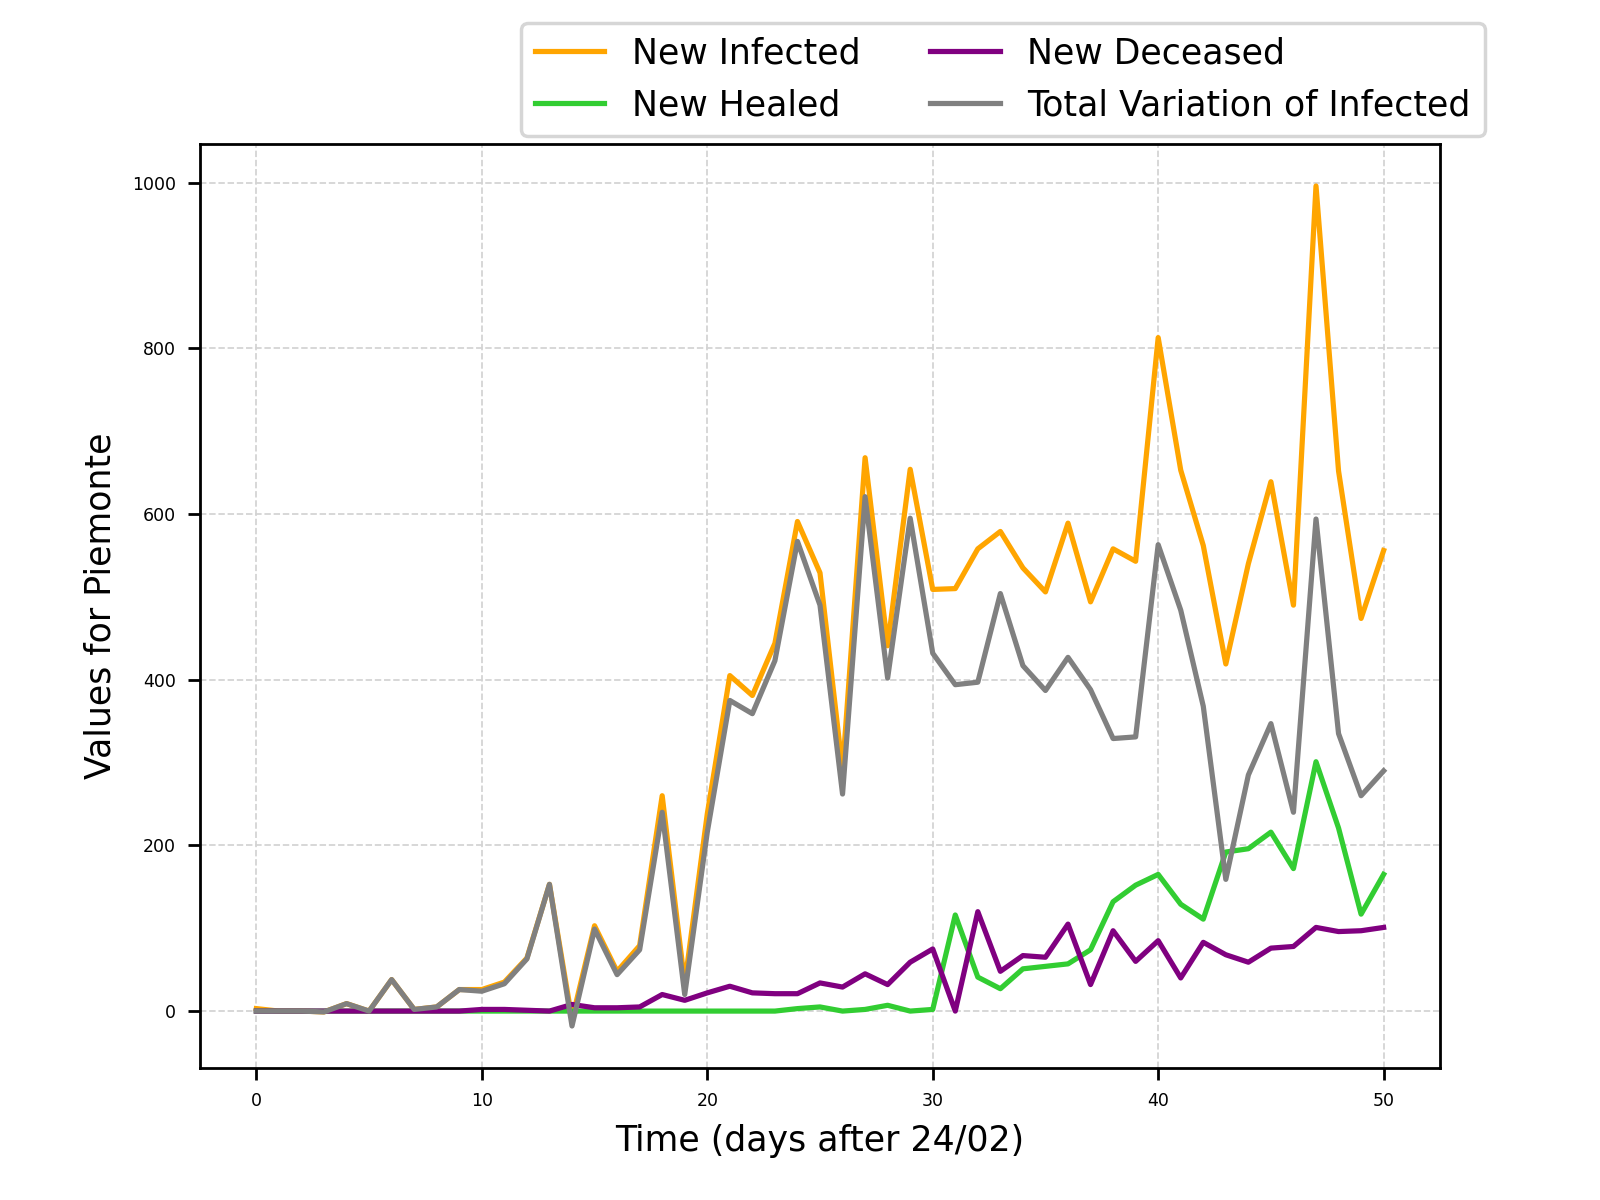 New Infected
New Healed
New Deceased
Total Variation of Infected
1000
800
600
400
200
0
Values for Piemonte
0 10 20 30 40 50
Time (days after 24/02)